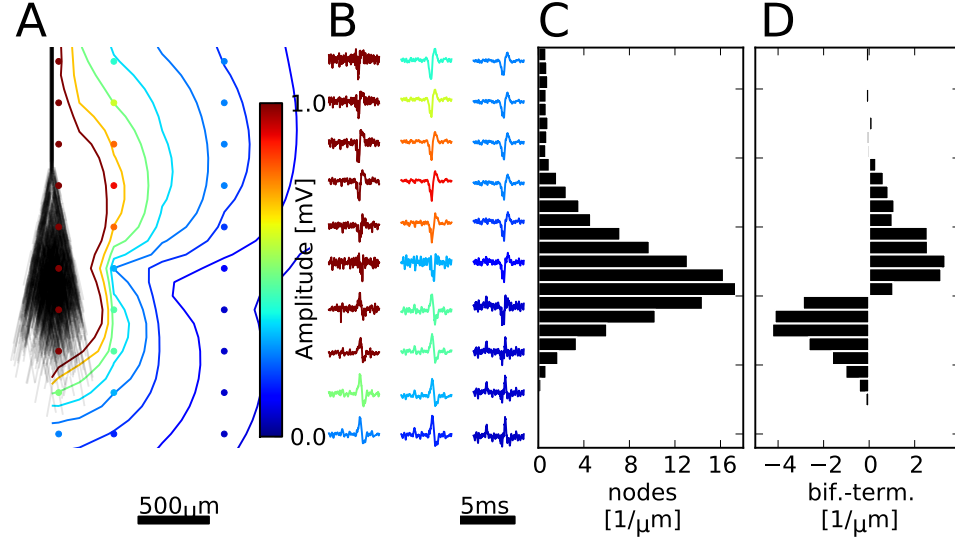 A B C D
1.0
Amplitude [mV]
0.0
0 4 8 12 16
−4 −2 0 2
nodes
[1/μm]
bif.-term.
[1/μm]
500μm
5ms